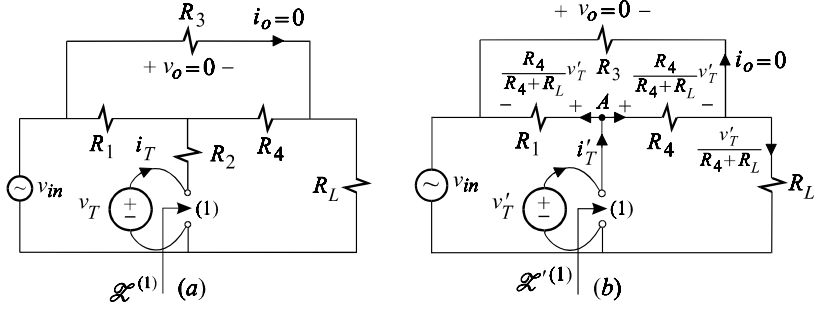 R3
io=0
+ vo=0 −
R1
iT
R2
R4
vin
vT
+
−
(1)
RL
𝒵(1)
(a)
+ vo=0 −
R3
io=0
R4
R4+RL
v′T
R4
R4+RL
v′T
−
+
A
+
−
R1
i′T
R4
v′T
R4+RL
vin
v′T
+
−
(1)
RL
𝒵′(1)
(b)